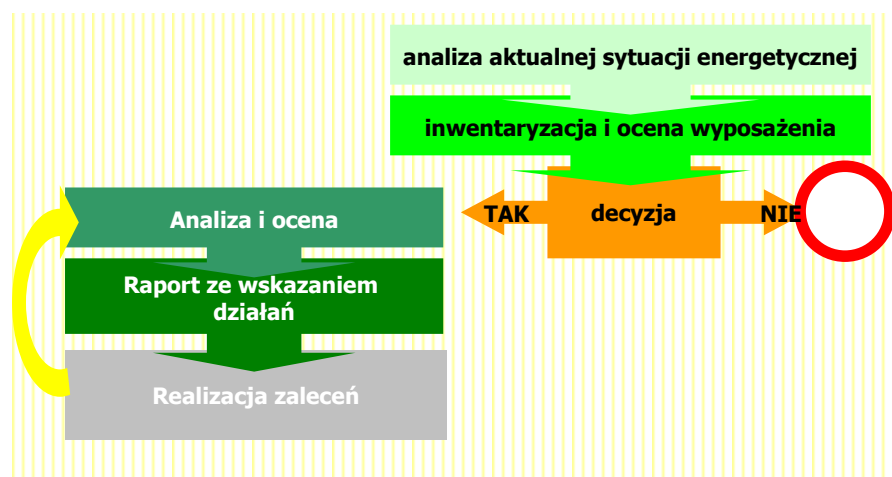 analiza aktualnej sytuacji energetycznej
inwentaryzacja i ocena wyposażenia
TAK
decyzja
NIE
Analiza i ocena
Raport ze wskazaniem
działań
Realizacja zaleceń